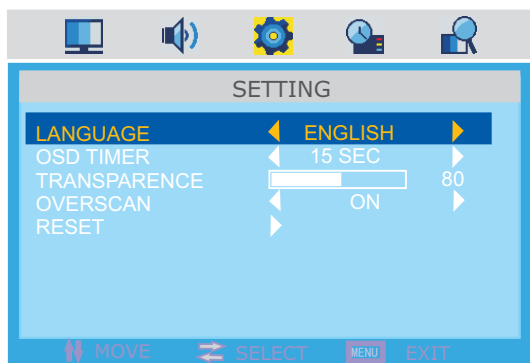 SETTING
LANGUAGE ENGLISH
OSD TIMER 15 SEC
TRANSPARENCE 80
OVERSCAN ON
RESET
MOVE SELECT MENU EXIT